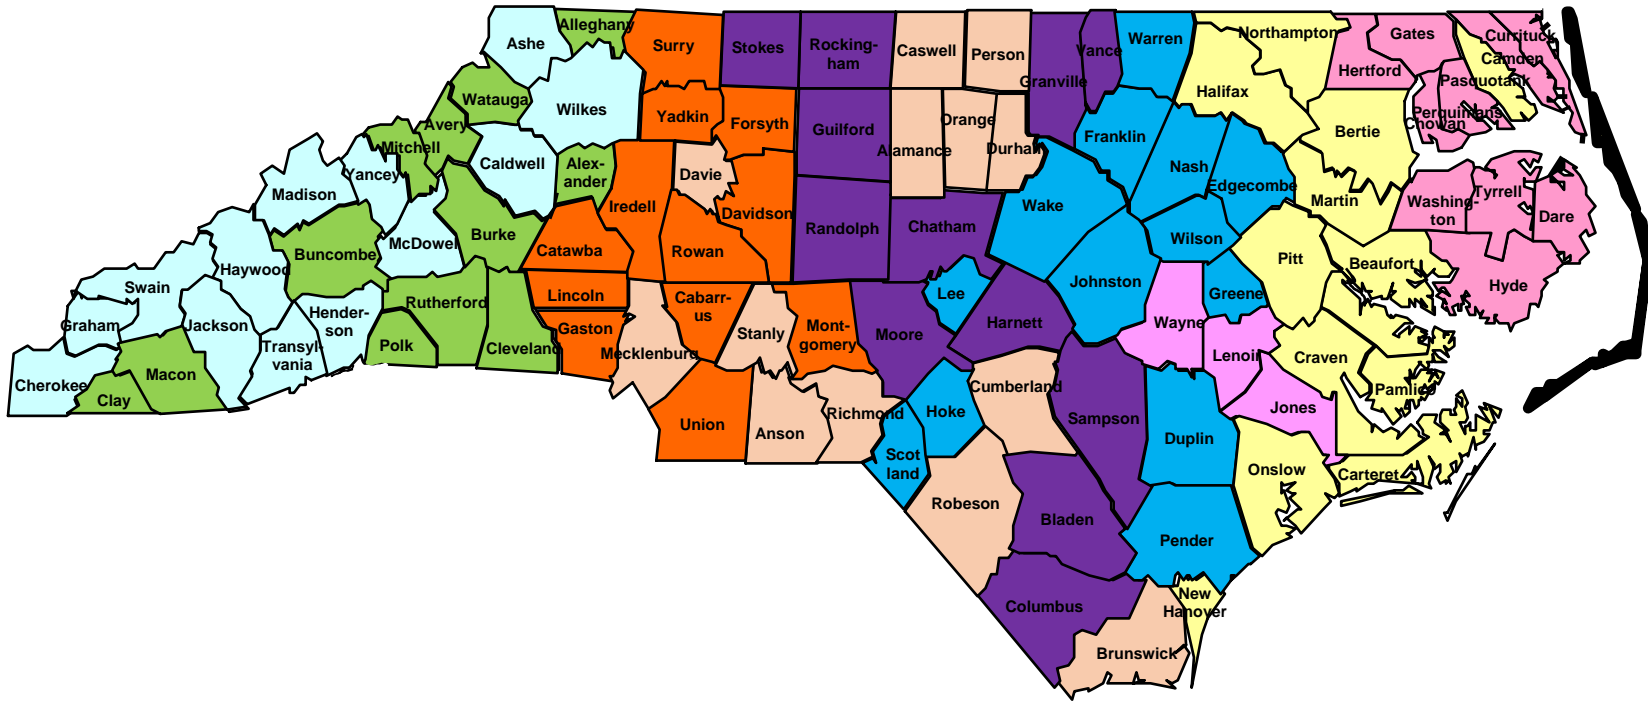 Alleghany
Ashe
Surry
Stokes
Rocking-
ham
Caswell
Person
Granville
Vance
Warren
Northampton
Gates
Currituck
Camden
Pasquotank
Hertford
Perquimans
Chowan
Halifax
Bertie
Watauga
Wilkes
Yadkin
Forsyth
Guilford
Alamance
Orange
Durham
Franklin
Nash
Edgecombe
Martin
Washing-
ton
Tyrrell
Dare
Avery
Mitchell
Yancey
Madison
Caldwell
Alex-
ander
Iredell
Davie
Davidson
Randolph
Chatham
Wake
Wilson
Pitt
Beaufort
Hyde
Swain
Haywood
Buncombe
McDowel
Burke
Catawba
Rowan
Lincoln
Lee
Johnston
Greene
Graham
Jackson
Hender-
son
Transyl-
vania
Rutherford
Polk
Cleveland
Gaston
Mecklenburg
Cabarr-
us
Stanly
Mont-
gomery
Moore
Harnett
Wayne
Lenoir
Craven
Pamlico
Cherokee
Clay
Macon
Union
Anson
Richmond
Scot
land
Hoke
Cumberland
Sampson
Duplin
Jones
Onslow
Carteret
Robeson
Bladen
Pender
Columbus
New
Hanover
Brunswick